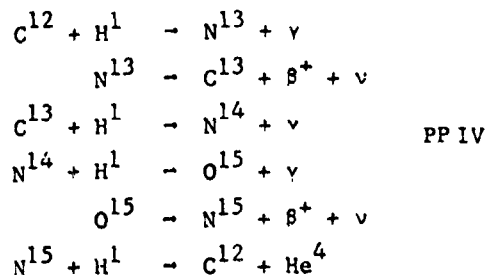 C¹² + H¹ → N¹³ + γ
N¹³ → C¹³ + β⁺ + ν
C¹³ + H¹ → N¹⁴ + γ
PP IV
N¹⁴ + H¹ → O¹⁵ + γ
O¹⁵ → N¹⁵ + β⁺ + ν
N¹⁵ + H¹ → C¹² + He⁴